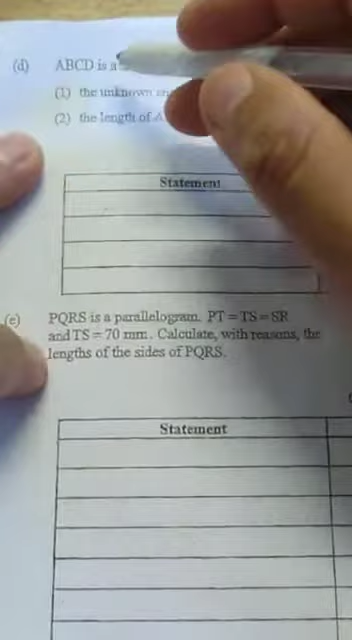 (d) ABCD is a
(1) the unknown
(2) the length of A
Statement
(e) PQRS is a parallelogram. PT = TS = SR
and TS = 70 mm. Calculate, with reasons, the
lengths of the sides of PQRS.
Statement